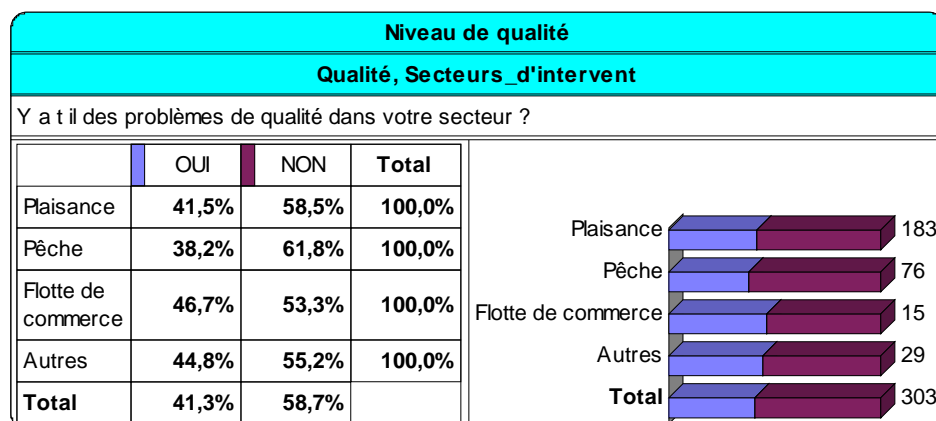 Niveau de qualité
Qualité, Secteurs_d'intervent
Y a t il des problèmes de qualité dans votre secteur ?
OUI NON Total
Plaisance 41,5% 58,5% 100,0%
Pêche 38,2% 61,8% 100,0%
Flotte de
commerce 46,7% 53,3% 100,0%
Autres 44,8% 55,2% 100,0%
Total 41,3% 58,7%
Plaisance 183
Pêche 76
Flotte de commerce 15
Autres 29
Total 303